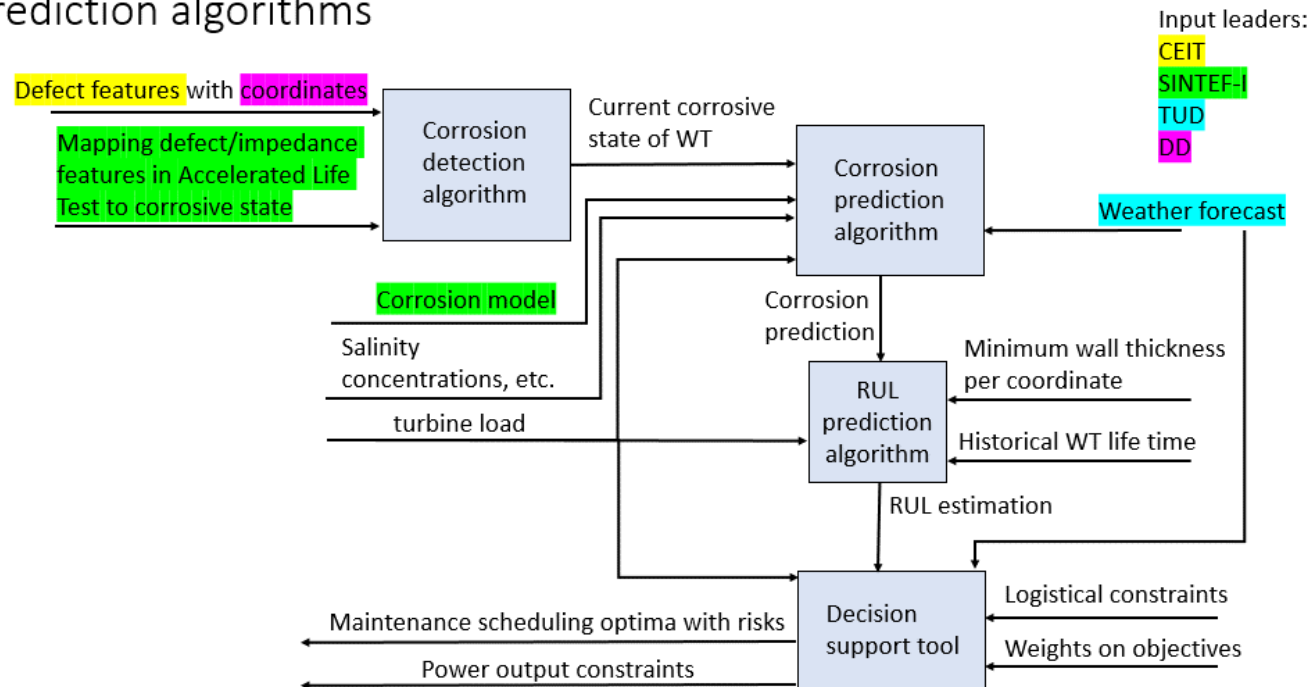 rediction algorithms
Input leaders:
CEIT
SINTEF-I
TUD
DD
Defect features with coordinates
Mapping defect/impedance
features in Accelerated Life
Test to corrosive state
Corrosion
detection
algorithm
Current corrosive
state of WT
Corrosion
prediction
algorithm
Weather forecast
Corrosion model
Salinity
concentrations, etc.
turbine load
Corrosion
prediction
RUL
prediction
algorithm
Minimum wall thickness
per coordinate
Historical WT life time
RUL estimation
Decision
support tool
Logistical constraints
Weights on objectives
Maintenance scheduling optima with risks
Power output constraints